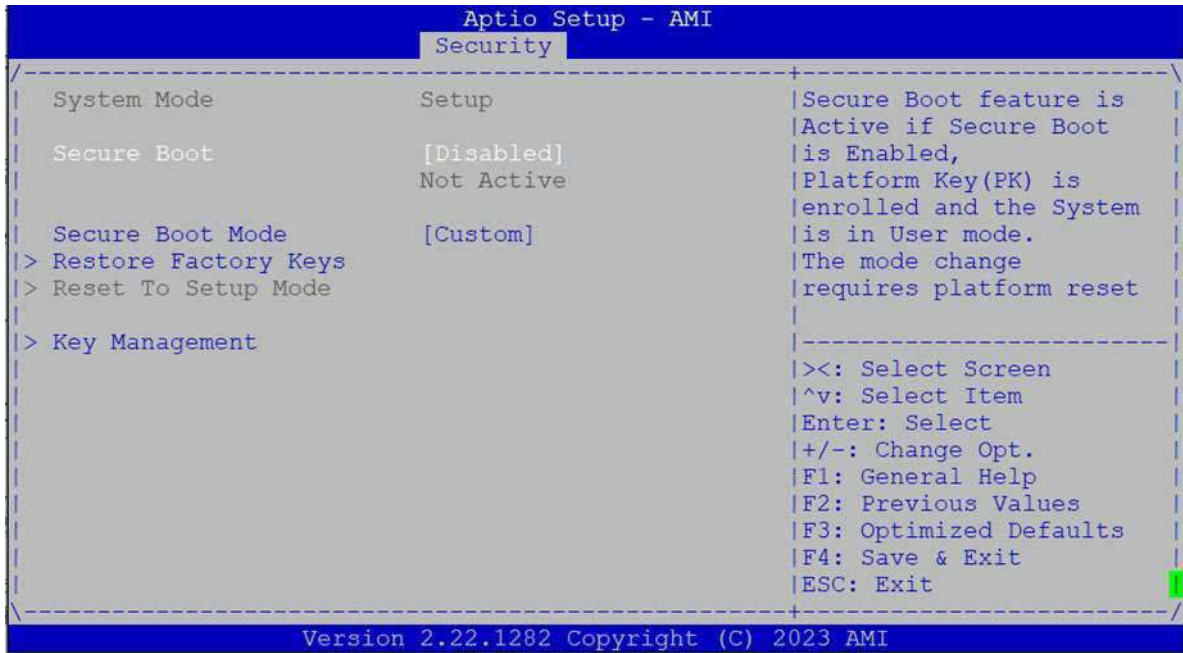 Aptio Setup - AMI
Security
System Mode Setup
Secure Boot [Disabled]
Not Active
Secure Boot Mode [Custom]
> Restore Factory Keys
> Reset To Setup Mode
> Key Management
Secure Boot feature is
Active if Secure Boot
is Enabled,
Platform Key(PK) is
enrolled and the System
is in User mode.
The mode change
requires platform reset
><: Select Screen
^v: Select Item
Enter: Select
+/-: Change Opt.
F1: General Help
F2: Previous Values
F3: Optimized Defaults
F4: Save & Exit
ESC: Exit
Version 2.22.1282 Copyright (C) 2023 AMI